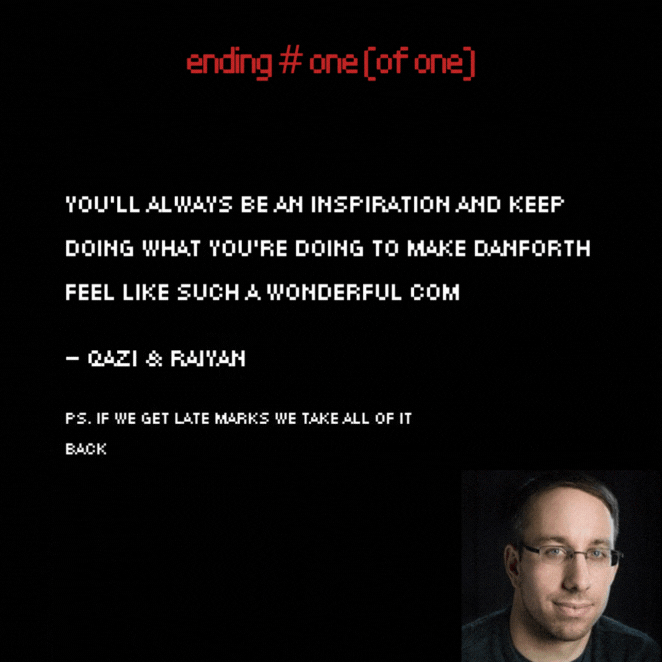 ending # one (of one)
YOU'LL ALWAYS BE AN INSPIRATION AND KEEP
DOING WHAT YOU'RE DOING TO MAKE DANFORTH
FEEL LIKE SUCH A WONDERFUL COM
- QAZI & RAIYAN
PS. IF WE GET LATE MARKS WE TAKE ALL OF IT
BACK